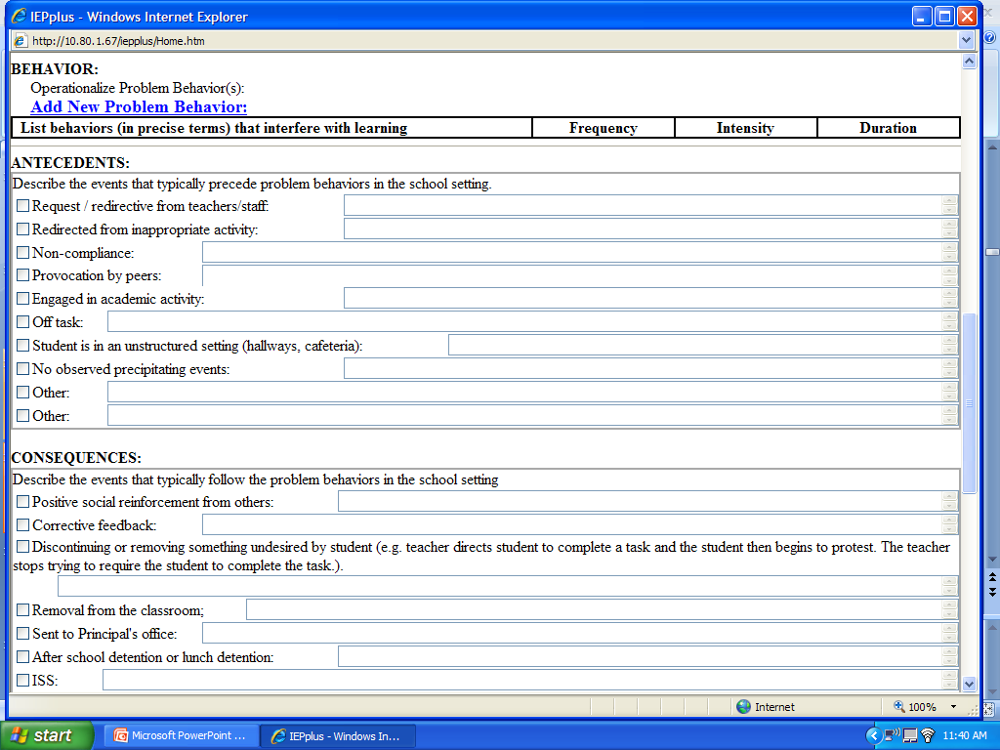 IEPplus - Windows Internet Explorer
http://10.80.1.67/iepplus/Home.htm
BEHAVIOR:
Operationalize Problem Behavior(s):
Add New Problem Behavior:
List behaviors (in precise terms) that interfere with learning Frequency Intensity Duration
ANTECEDENTS:
Describe the events that typically precede problem behaviors in the school setting.
Request / redirective from teachers/staff:
Redirected from inappropriate activity:
Non-compliance:
Provocation by peers:
Engaged in academic activity:
Off task:
Student is in an unstructured setting (hallways, cafeteria):
No observed precipitating events:
Other:
Other:
CONSEQUENCES:
Describe the events that typically follow the problem behaviors in the school setting
Positive social reinforcement from others:
Corrective feedback:
Discontinuing or removing something undesired by student (e.g. teacher directs student to complete a task and the student then begins to protest. The teacher
stops trying to require the student to complete the task.).
Removal from the classroom;
Sent to Principal's office:
After school detention or lunch detention:
ISS:
Internet 100%
start Microsoft PowerPoint ... IEPplus - Windows In... 11:40 AM